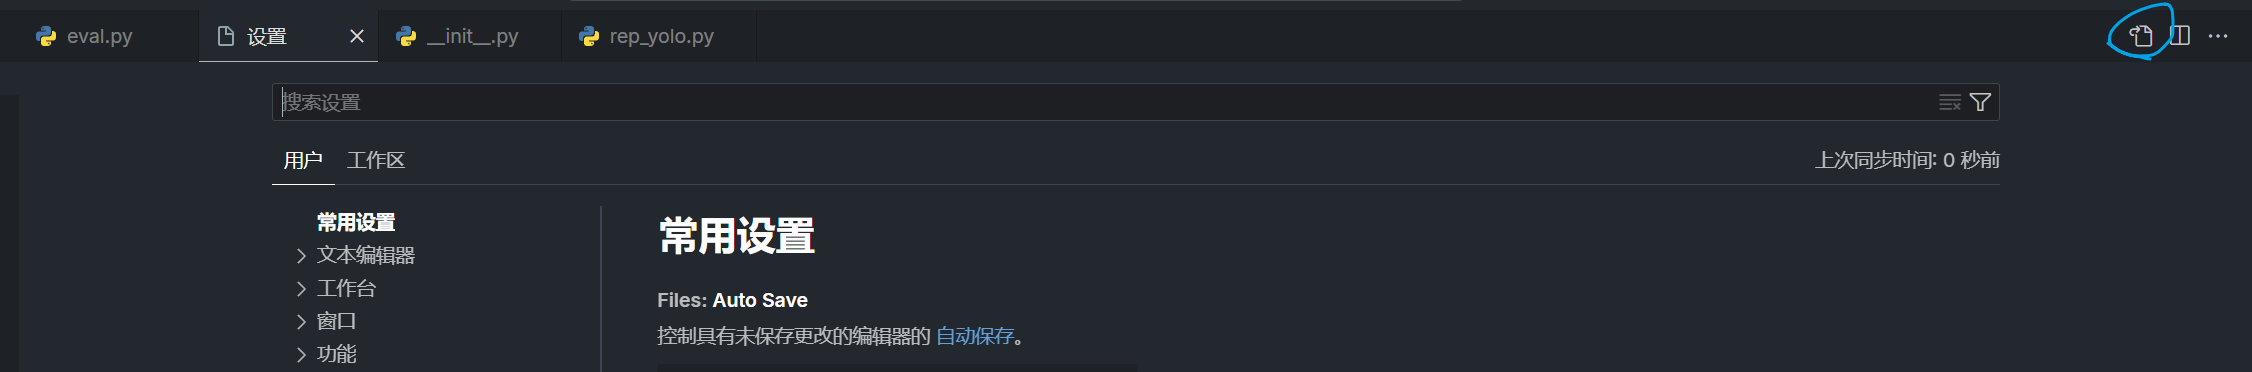 eval.py 设置 __init__.py rep_yolo.py
搜索设置
用户 工作区 上次同步时间: 0 秒前
常用设置
文本编辑器
工作台
窗口
功能
常用设置
Files: Auto Save
控制具有未保存更改的编辑器的 自动保存。